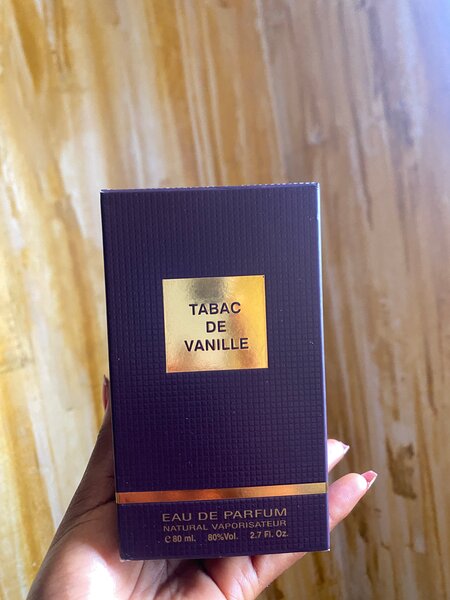 TABAC
DE
VANILLE
EAU DE PARFUM
NATURAL VAPORISATEUR
℮ 80 ml. 80%Vol. 2.7 Fl. Oz.